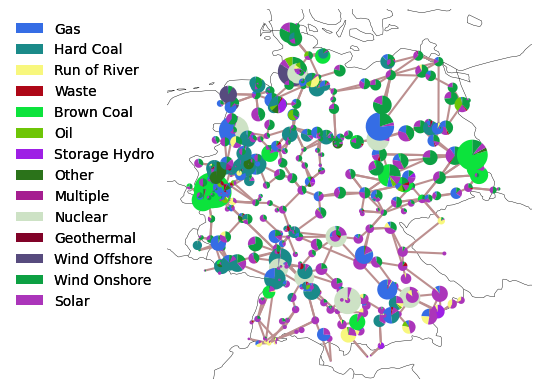 Gas
Hard Coal
Run of River
Waste
Brown Coal
Oil
Storage Hydro
Other
Multiple
Nuclear
Geothermal
Wind Offshore
Wind Onshore
Solar